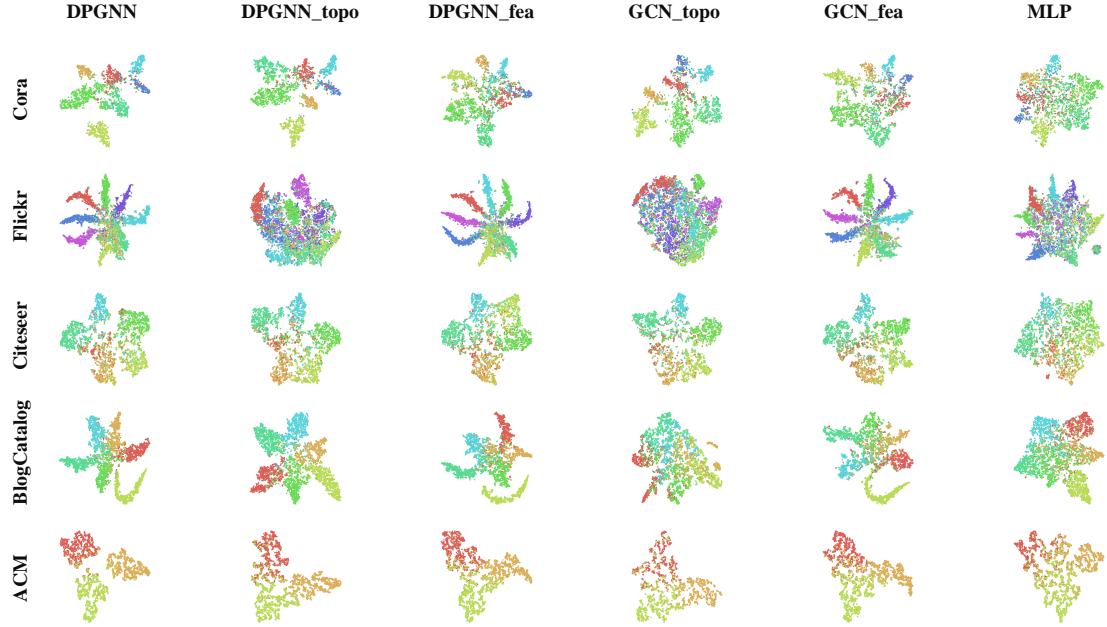 DPGNN DPGNN_topo DPGNN_fea GCN_topo GCN_fea MLP
Cora
Flickr
Citeseer
BlogCatalog
ACM